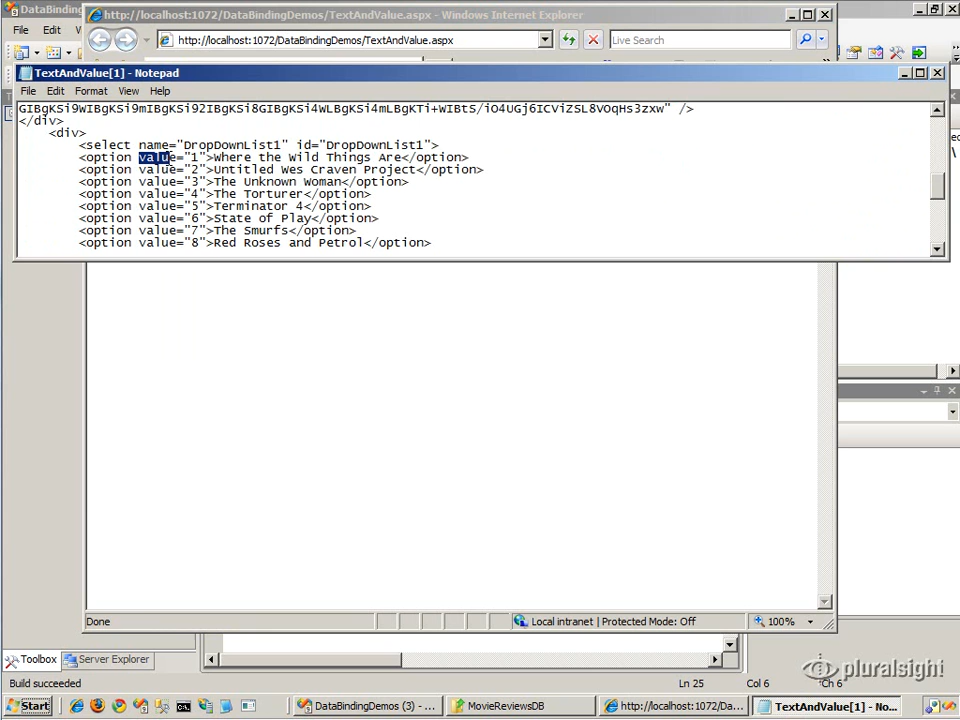 DataBinding
http://localhost:1072/DataBindingDemos/TextAndValue.aspx - Windows Internet Explorer
File Edit
http://localhost:1072/DataBindingDemos/TextAndValue.aspx
Live Search
TextAndValue[1] - Notepad
File Edit Format View Help
GIBgKSi9WIBgKSi9mIBgKSi92IBgKSi8GIBgKSi4WLBgKSi4mLBgKTi+WIBtS/iO4UGj6ICViZSL8VOqHs3zxw" />
</div>
<div>
<select name="DropDownList1" id="DropDownList1">
<option value="1">Where the Wild Things Are</option>
<option value="2">Untitled Wes Craven Project</option>
<option value="3">The Unknown Woman</option>
<option value="4">The Torturer</option>
<option value="5">Terminator 4</option>
<option value="6">State of Play</option>
<option value="7">The Smurfs</option>
<option value="8">Red Roses and Petrol</option>
Done
Local intranet | Protected Mode: Off
100%
Toolbox
Server Explorer
Build succeeded
Ln 25
Col 6
Ch 6
pluralsight
Start
DataBindingDemos (3) - ...
MovieReviewsDB
http://localhost:1072/Da...
TextAndValue[1] - No...